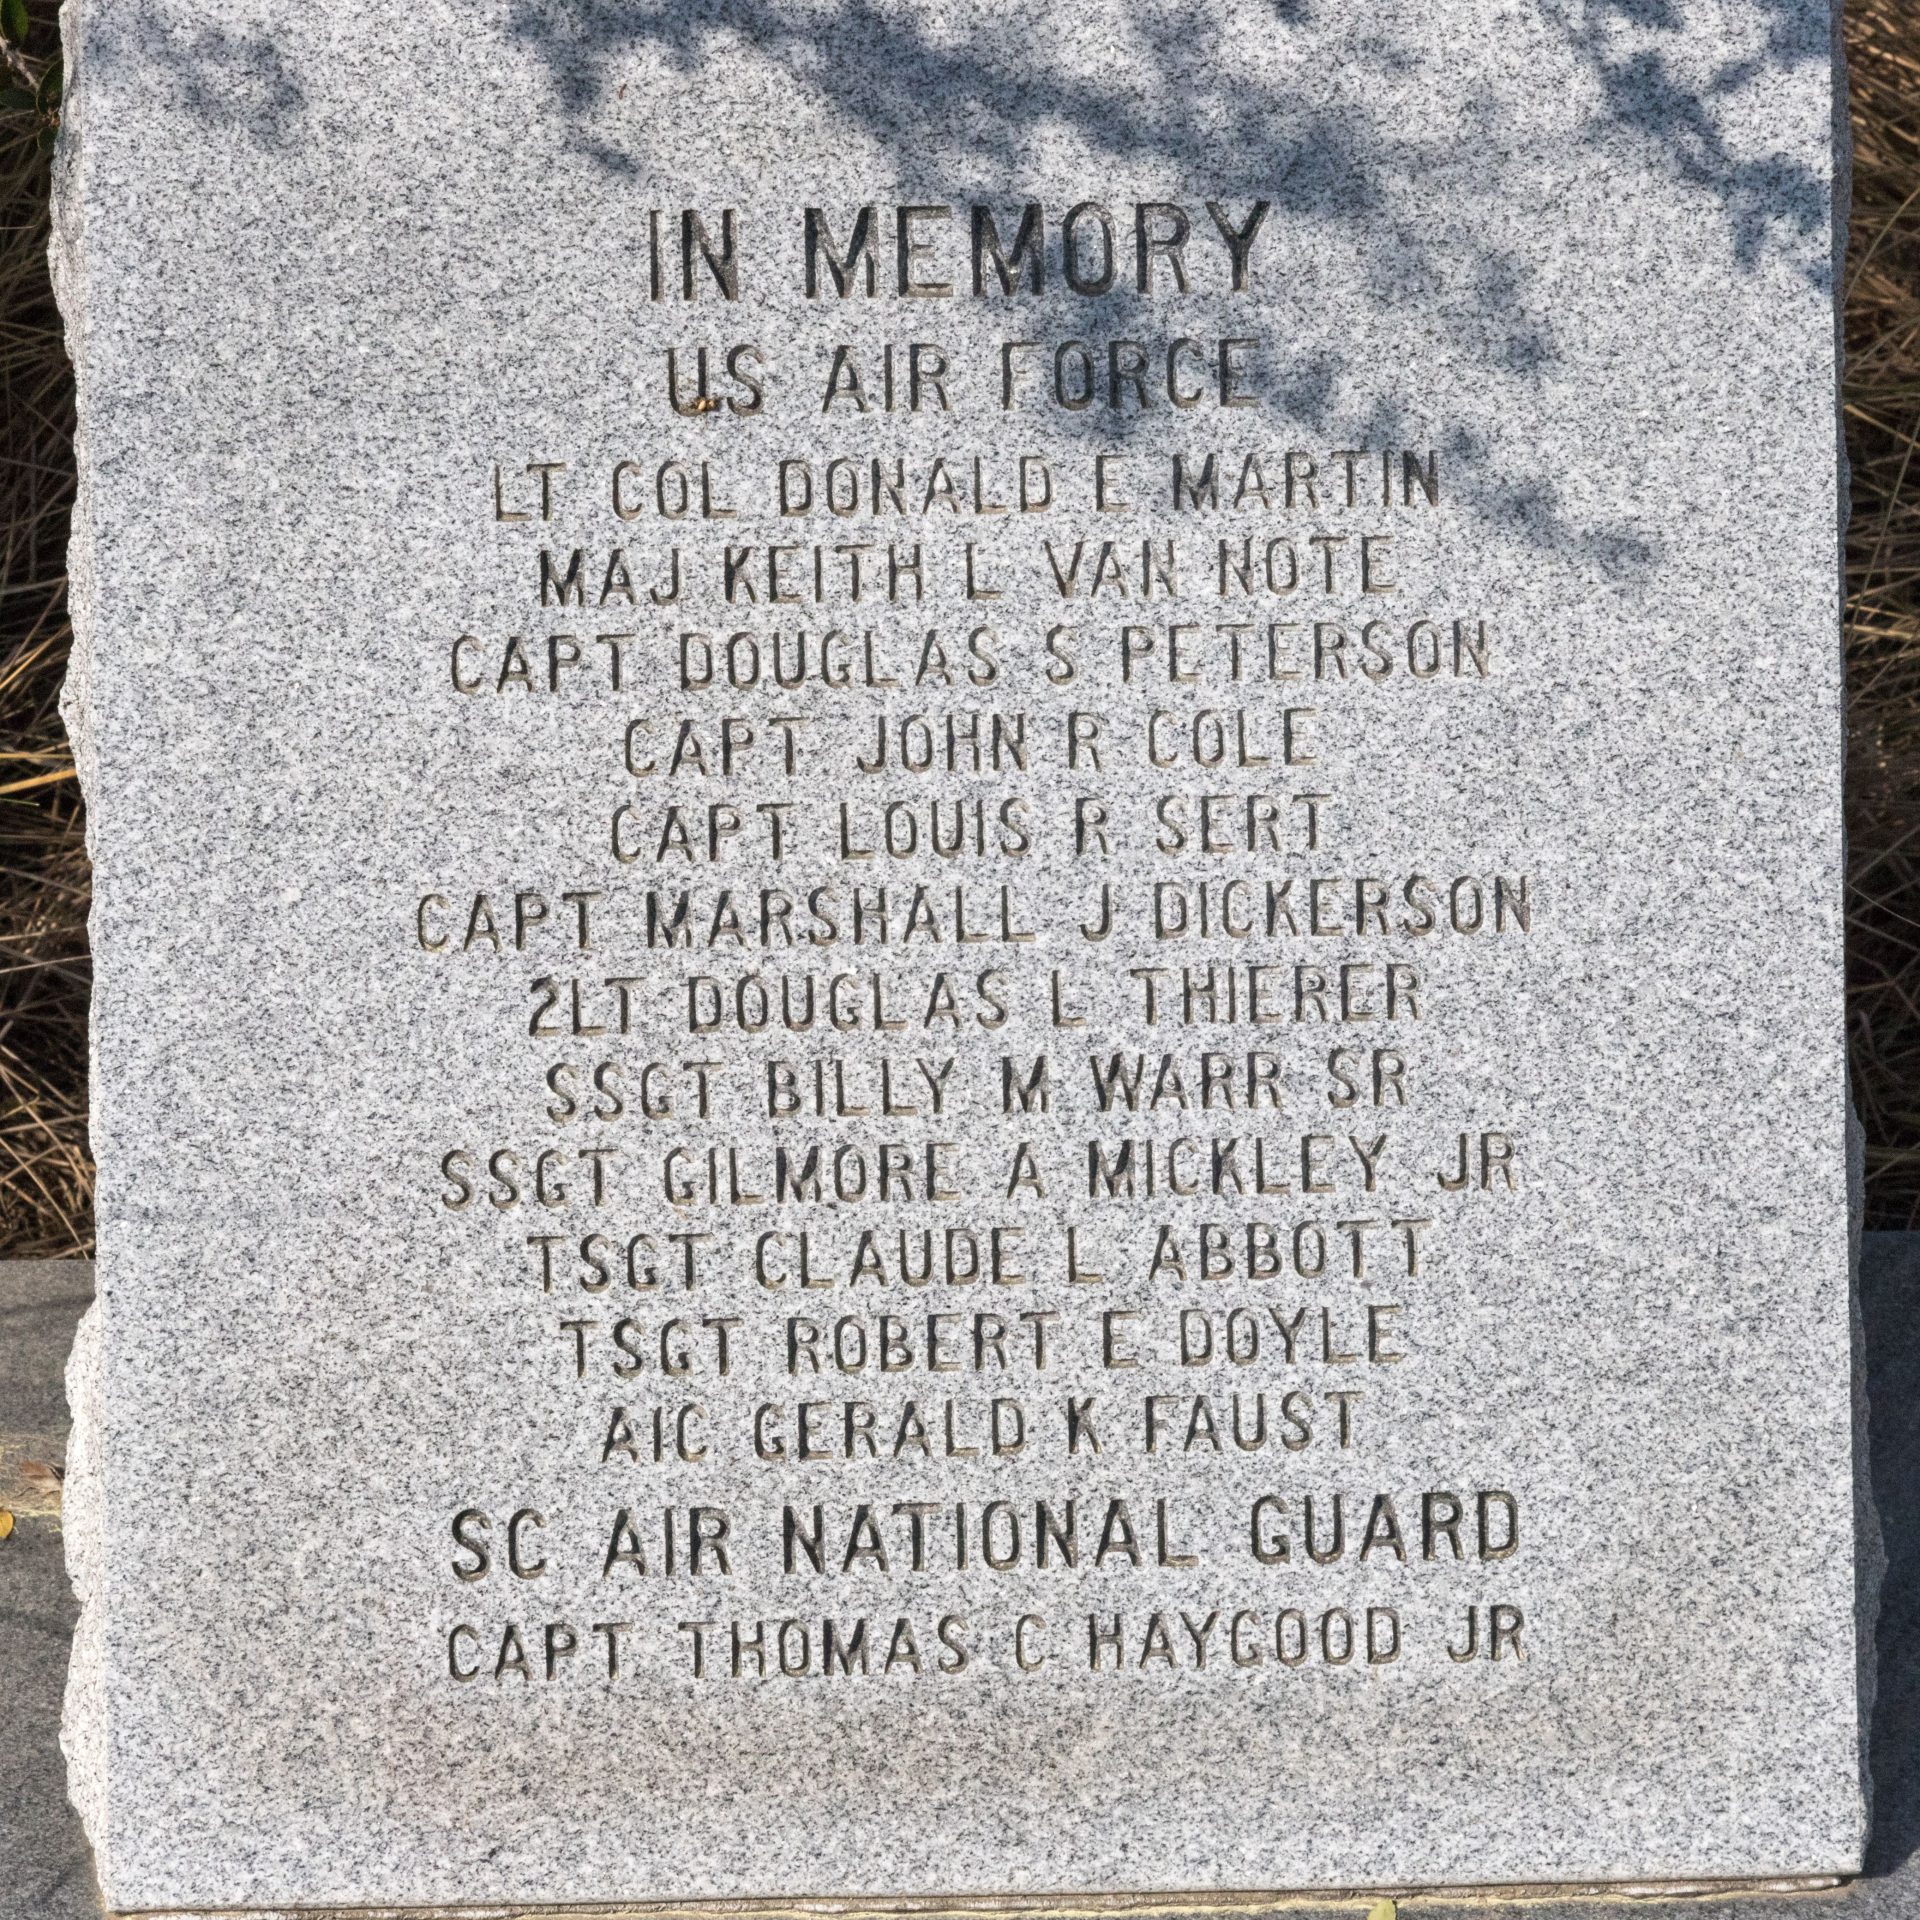 IN MEMORY
US AIR FORCE
LT COL DONALD E MARTIN
MAJ KEITH L VAN NOTE
CAPT DOUGLAS S PETERSON
CAPT JOHN R COLE
CAPT LOUIS R SERT
CAPT MARSHALL J DICKERSON
2LT DOUGLAS L THIERER
SSGT BILLY M WARR SR
SSGT GILMORE A MICKLEY JR
TSGT CLAUDE L ABBOTT
TSGT ROBERT E DOYLE
AIC GERALD K FAUST
SC AIR NATIONAL GUARD
CAPT THOMAS C HAYGOOD JR